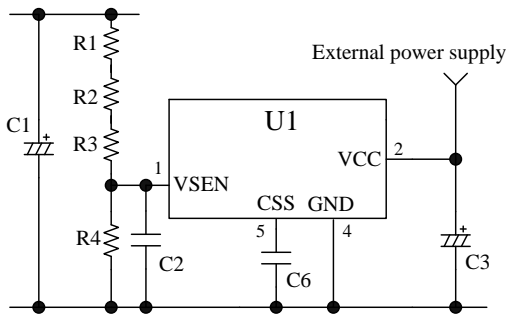 R1
External power supply
R2
C1
+
R3
U1
VCC
2
1
VSEN
CSS
GND
R4
C2
5
4
+
C3
C6